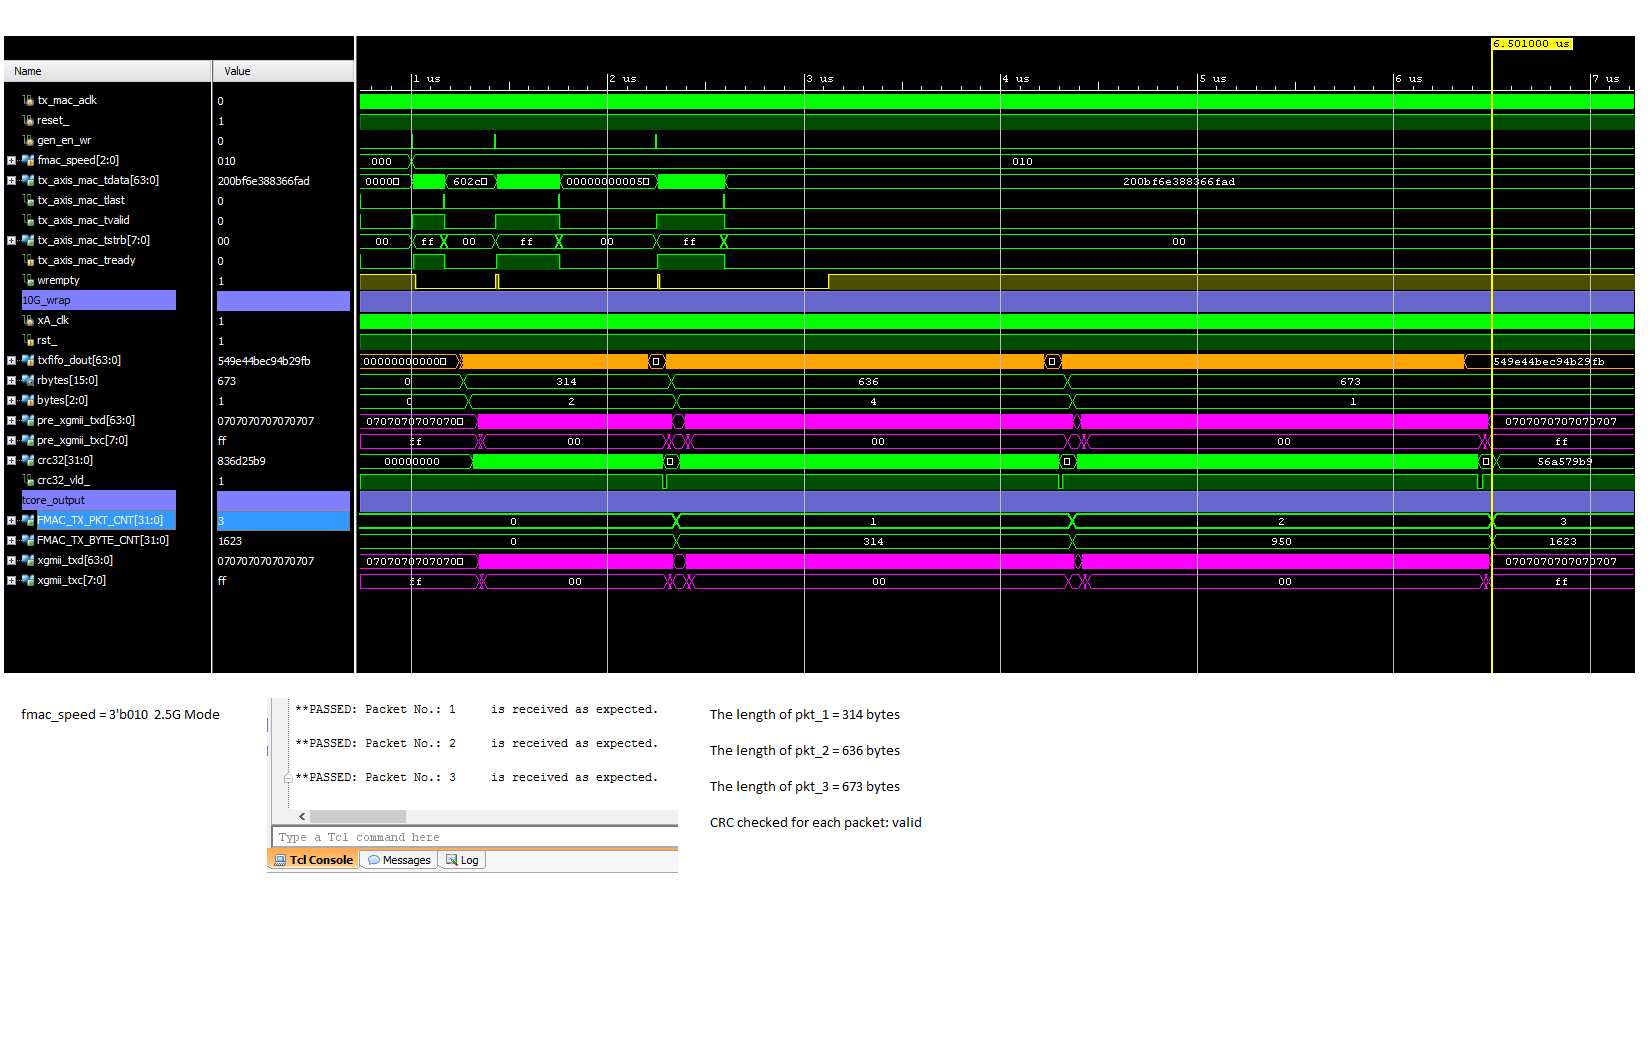 6.501000 us
Name Value
1 us 2 us 3 us 4 us 5 us 6 us 7 us
tx_mac_aclk 0
reset_ 1
gen_en_wr 0
fmac_speed[2:0] 010 000 010
tx_axis_mac_tdata[63:0] 200bf6e388366fad 0000 602c 00000000005 200bf6e388366fad
tx_axis_mac_tlast 0
tx_axis_mac_tvalid 0
tx_axis_mac_tstrb[7:0] 00 00 ff 00 ff 00 ff 00
tx_axis_mac_tready 0
wrempty 1
10G_wrap
xA_clk 1
rst_ 1
txfifo_dout[63:0] 549e44bec94b29fb 00000000000 549e44bec94b29fb
rbytes[15:0] 673 0 314 636 673
bytes[2:0] 1 0 2 4 1
pre_xgmii_txd[63:0] 0707070707070707 0707070707070 0707070707070707
pre_xgmii_txc[7:0] ff ff 00 00 00 ff
crc32[31:0] 836d25b9 00000000 56a579b9
crc32_vld_ 1
tcore_output
FMAC_TX_PKT_CNT[31:0] 3 0 1 2 3
FMAC_TX_BYTE_CNT[31:0] 1623 0 314 950 1623
xgmii_txd[63:0] 0707070707070707 0707070707070 0707070707070707
xgmii_txc[7:0] ff ff 00 00 00 ff
fmac_speed = 3'b010 2.5G Mode
**PASSED: Packet No.: 1 is received as expected.
**PASSED: Packet No.: 2 is received as expected.
**PASSED: Packet No.: 3 is received as expected.
Type a Tcl command here
Tcl Console Messages Log
The length of pkt_1 = 314 bytes
The length of pkt_2 = 636 bytes
The length of pkt_3 = 673 bytes
CRC checked for each packet: valid